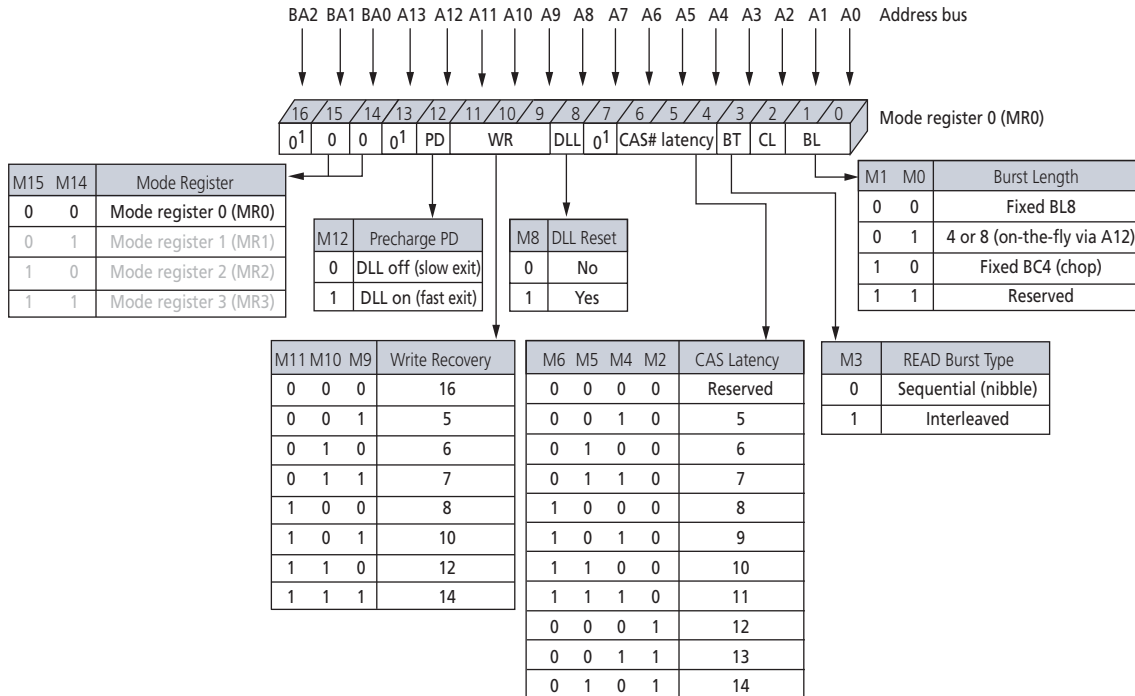 BA2 BA1 BA0 A13 A12 A11 A10 A9 A8 A7 A6 A5 A4 A3 A2 A1 A0 Address bus
16 15 14 13 12 11 10 9 8 7 6 5 4 3 2 1 0 Mode register 0 (MR0)
0¹ 0 0 0¹ PD WR DLL 0¹ CAS# latency BT CL BL
M15 M14 Mode Register
0 0 Mode register 0 (MR0)
0 1 Mode register 1 (MR1)
1 0 Mode register 2 (MR2)
1 1 Mode register 3 (MR3)
M12 Precharge PD
0 DLL off (slow exit)
1 DLL on (fast exit)
M8 DLL Reset
0 No
1 Yes
M1 M0 Burst Length
0 0 Fixed BL8
0 1 4 or 8 (on-the-fly via A12)
1 0 Fixed BC4 (chop)
1 1 Reserved
M11 M10 M9 Write Recovery
0 0 0 16
0 0 1 5
0 1 0 6
0 1 1 7
1 0 0 8
1 0 1 10
1 1 0 12
1 1 1 14
M6 M5 M4 M2 CAS Latency
0 0 0 0 Reserved
0 0 1 0 5
0 1 0 0 6
0 1 1 0 7
1 0 0 0 8
1 0 1 0 9
1 1 0 0 10
1 1 1 0 11
0 0 0 1 12
0 0 1 1 13
0 1 0 1 14
M3 READ Burst Type
0 Sequential (nibble)
1 Interleaved